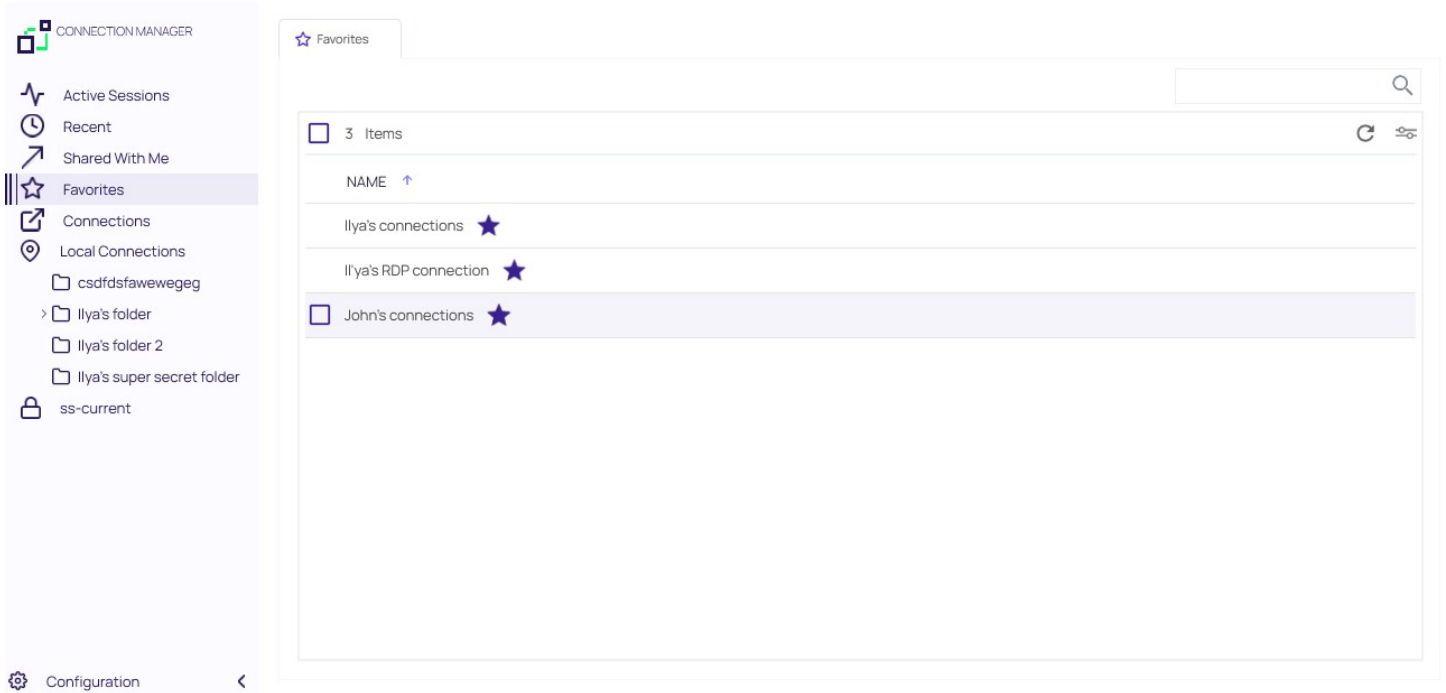 CONNECTION MANAGER
Active Sessions
Recent
Shared With Me
Favorites
Connections
Local Connections
csdfdsfawewegeg
Ilya's folder
Ilya's folder 2
Ilya's super secret folder
ss-current
Configuration
Favorites
3 Items
NAME
Ilya's connections
Il'ya's RDP connection
John's connections